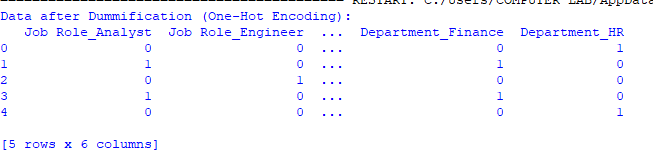 RESTART: C:/Users/COMPUTER LAB/AppData
Data after Dummification (One-Hot Encoding):
   Job Role_Analyst  Job Role_Engineer  ...  Department_Finance  Department_HR
0                 0                  0  ...                   0              1
1                 1                  0  ...                   1              0
2                 0                  1  ...                   0              0
3                 1                  0  ...                   1              0
4                 0                  0  ...                   0              1
[5 rows x 6 columns]